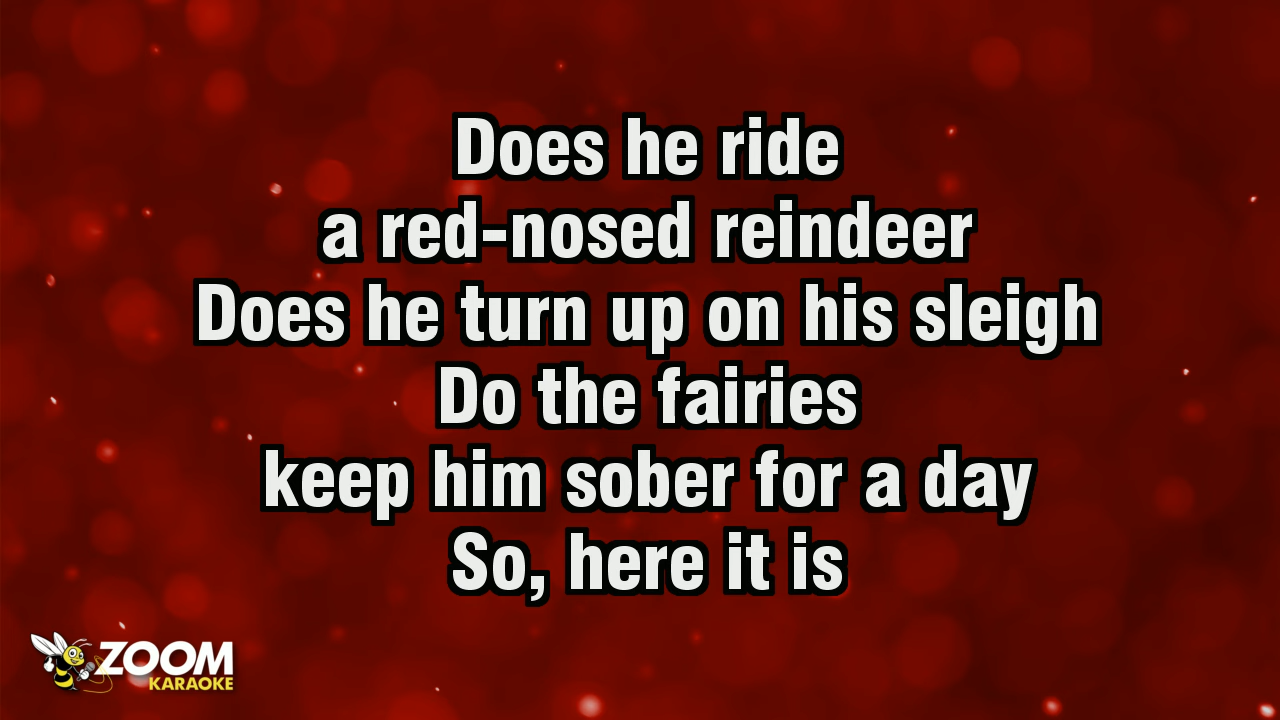 Does he ride
a red-nosed reindeer
Does he turn up on his sleigh
Do the fairies
keep him sober for a day
So, here it is
ZOOM
KARAOKE